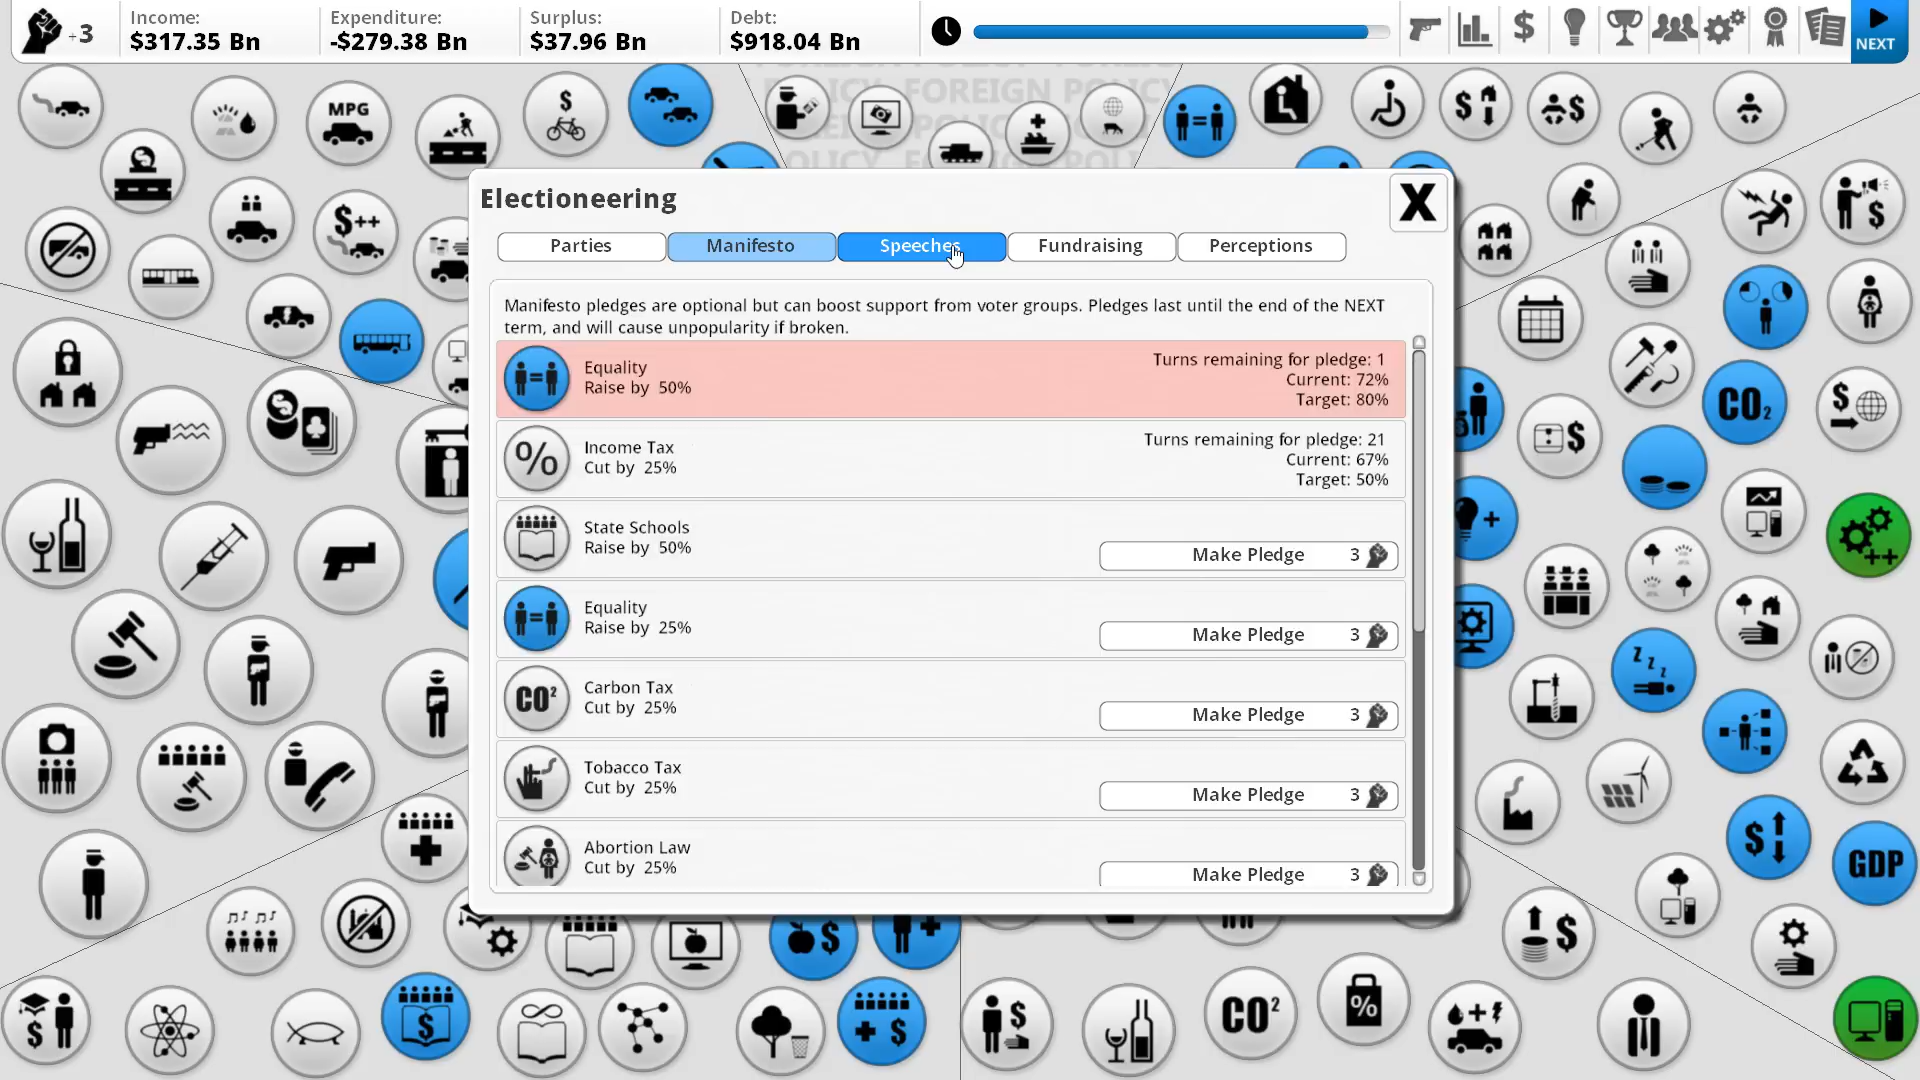 +3
Income:
$317.35 Bn
Expenditure:
-$279.38 Bn
Surplus:
$37.96 Bn
Debt:
$918.04 Bn
NEXT
FOREIGN POLICY
MPG
Electioneering
X
Parties
Manifesto
Speeches
Fundraising
Perceptions
Manifesto pledges are optional but can boost support from voter groups. Pledges last until the end of the NEXT
term, and will cause unpopularity if broken.
Equality
Raise by 50%
Turns remaining for pledge: 1
Current: 72%
Target: 80%
Income Tax
Cut by 25%
Turns remaining for pledge: 21
Current: 67%
Target: 50%
State Schools
Raise by 50%
Make Pledge 3
Equality
Raise by 25%
Make Pledge 3
CO²
Carbon Tax
Cut by 25%
Make Pledge 3
Tobacco Tax
Cut by 25%
Make Pledge 3
Abortion Law
Cut by 25%
Make Pledge 3
CO₂
GDP
CO²